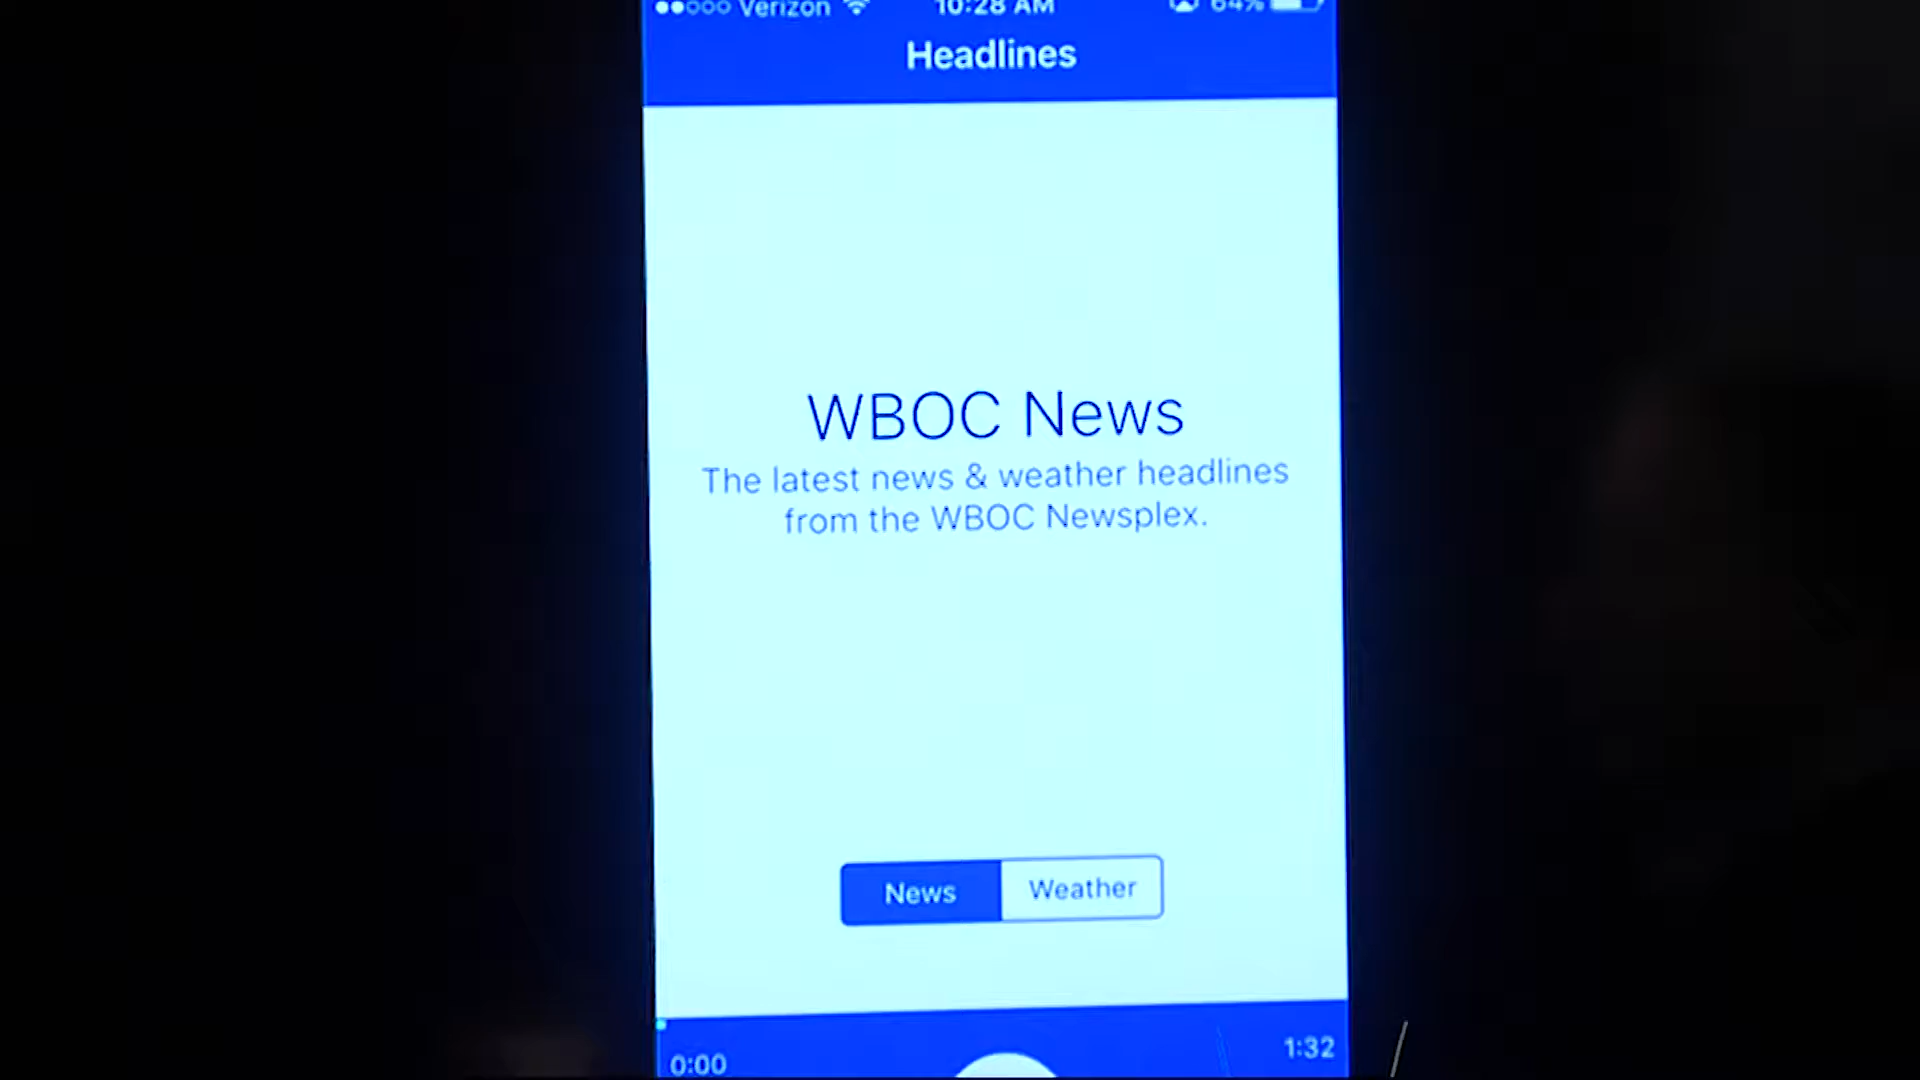 Verizon 10:28 AM 64%
Headlines
WBOC News
The latest news & weather headlines
from the WBOC Newsplex.
News Weather
0:00 1:32